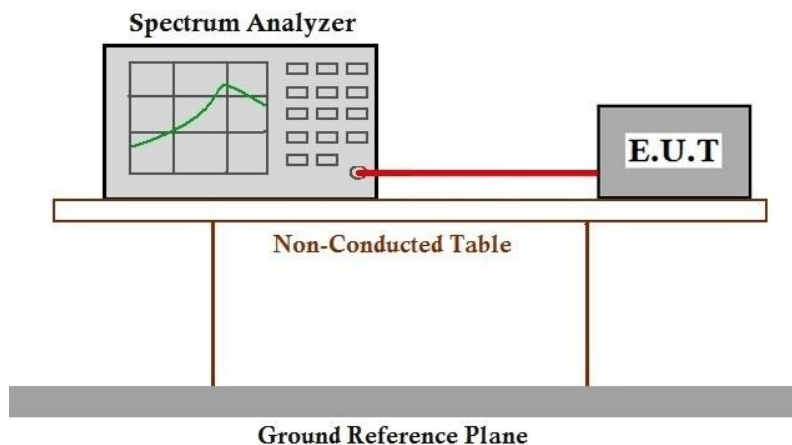 Spectrum Analyzer
E.U.T
Non-Conducted Table
Ground Reference Plane